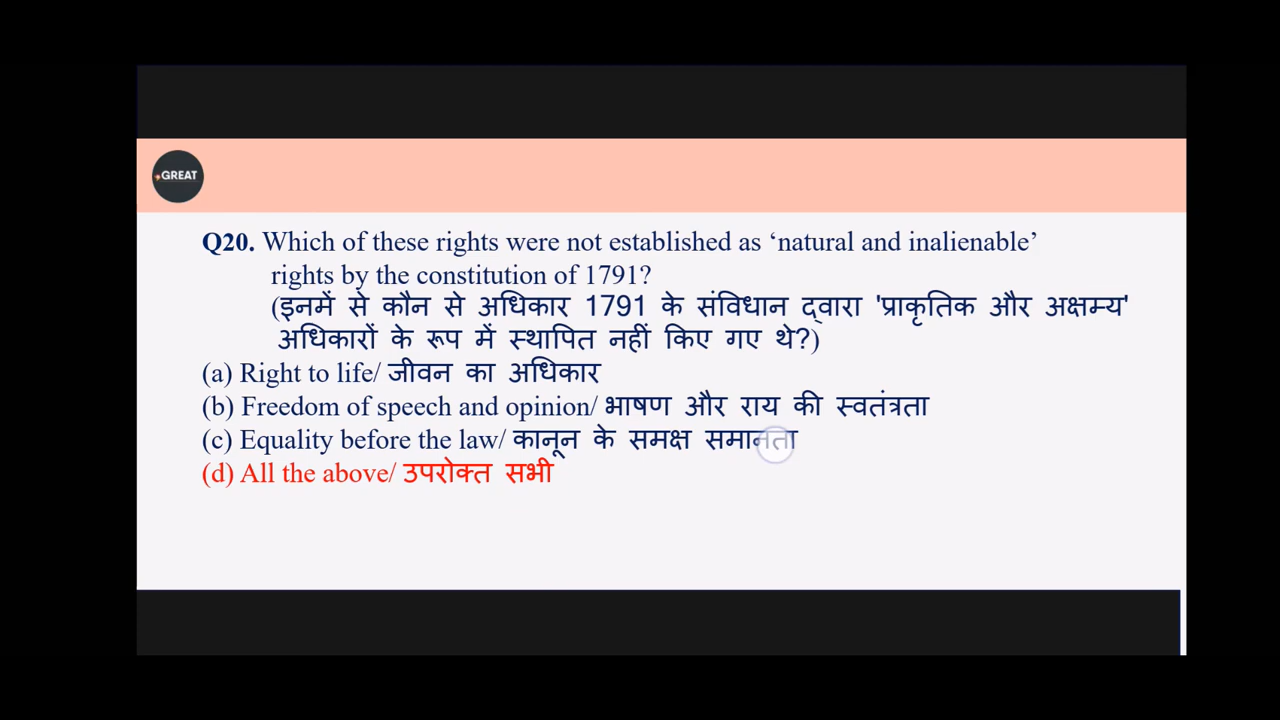 GREAT
Q20. Which of these rights were not established as ‘natural and inalienable’
rights by the constitution of 1791?
(इनमें से कौन से अधिकार 1791 के संविधान द्वारा 'प्राकृतिक और अक्षम्य'
अधिकारों के रूप में स्थापित नहीं किए गए थे?)
(a) Right to life/ जीवन का अधिकार
(b) Freedom of speech and opinion/ भाषण और राय की स्वतंत्रता
(c) Equality before the law/ कानून के समक्ष समानता
(d) All the above/ उपरोक्त सभी